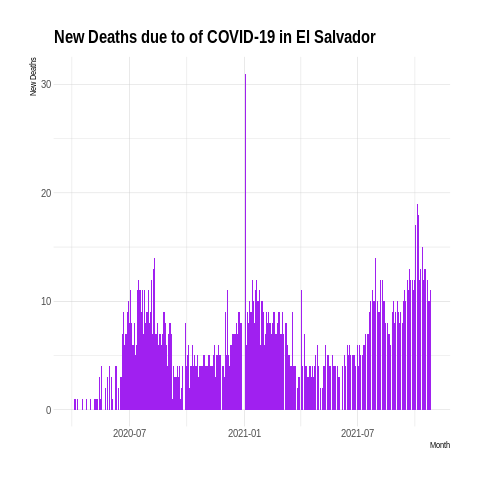 New Deaths due to of COVID-19 in El Salvador
New Deaths
30
20
10
0
2020-07
2021-01
2021-07
Month